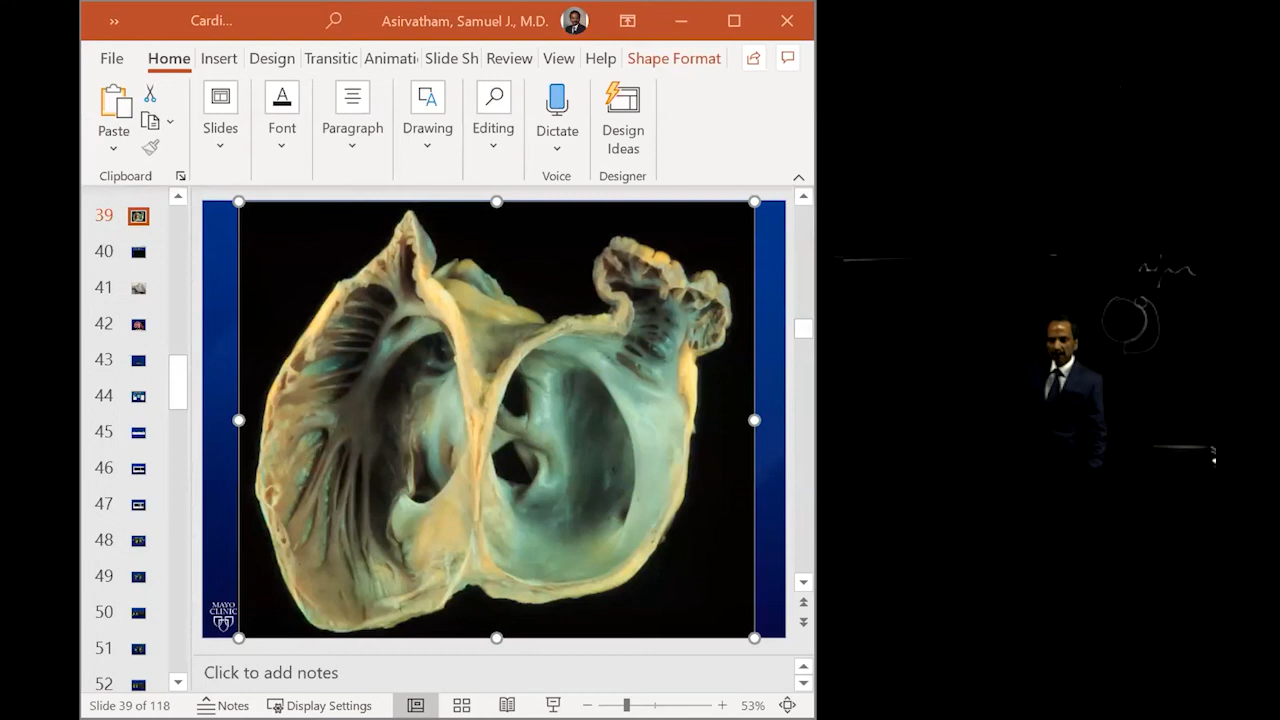 Cardi...
Asirvatham, Samuel J., M.D.
File Home Insert Design Transitic Animati Slide Sh Review View Help Shape Format
Paste
Slides
Font
Paragraph
Drawing
Editing
Dictate
Design
Ideas
Clipboard
Voice
Designer
39
40
41
42
43
44
45
46
47
48
49
50
51
52
MAYO
CLINIC
Click to add notes
Slide 39 of 118
Notes
Display Settings
53%